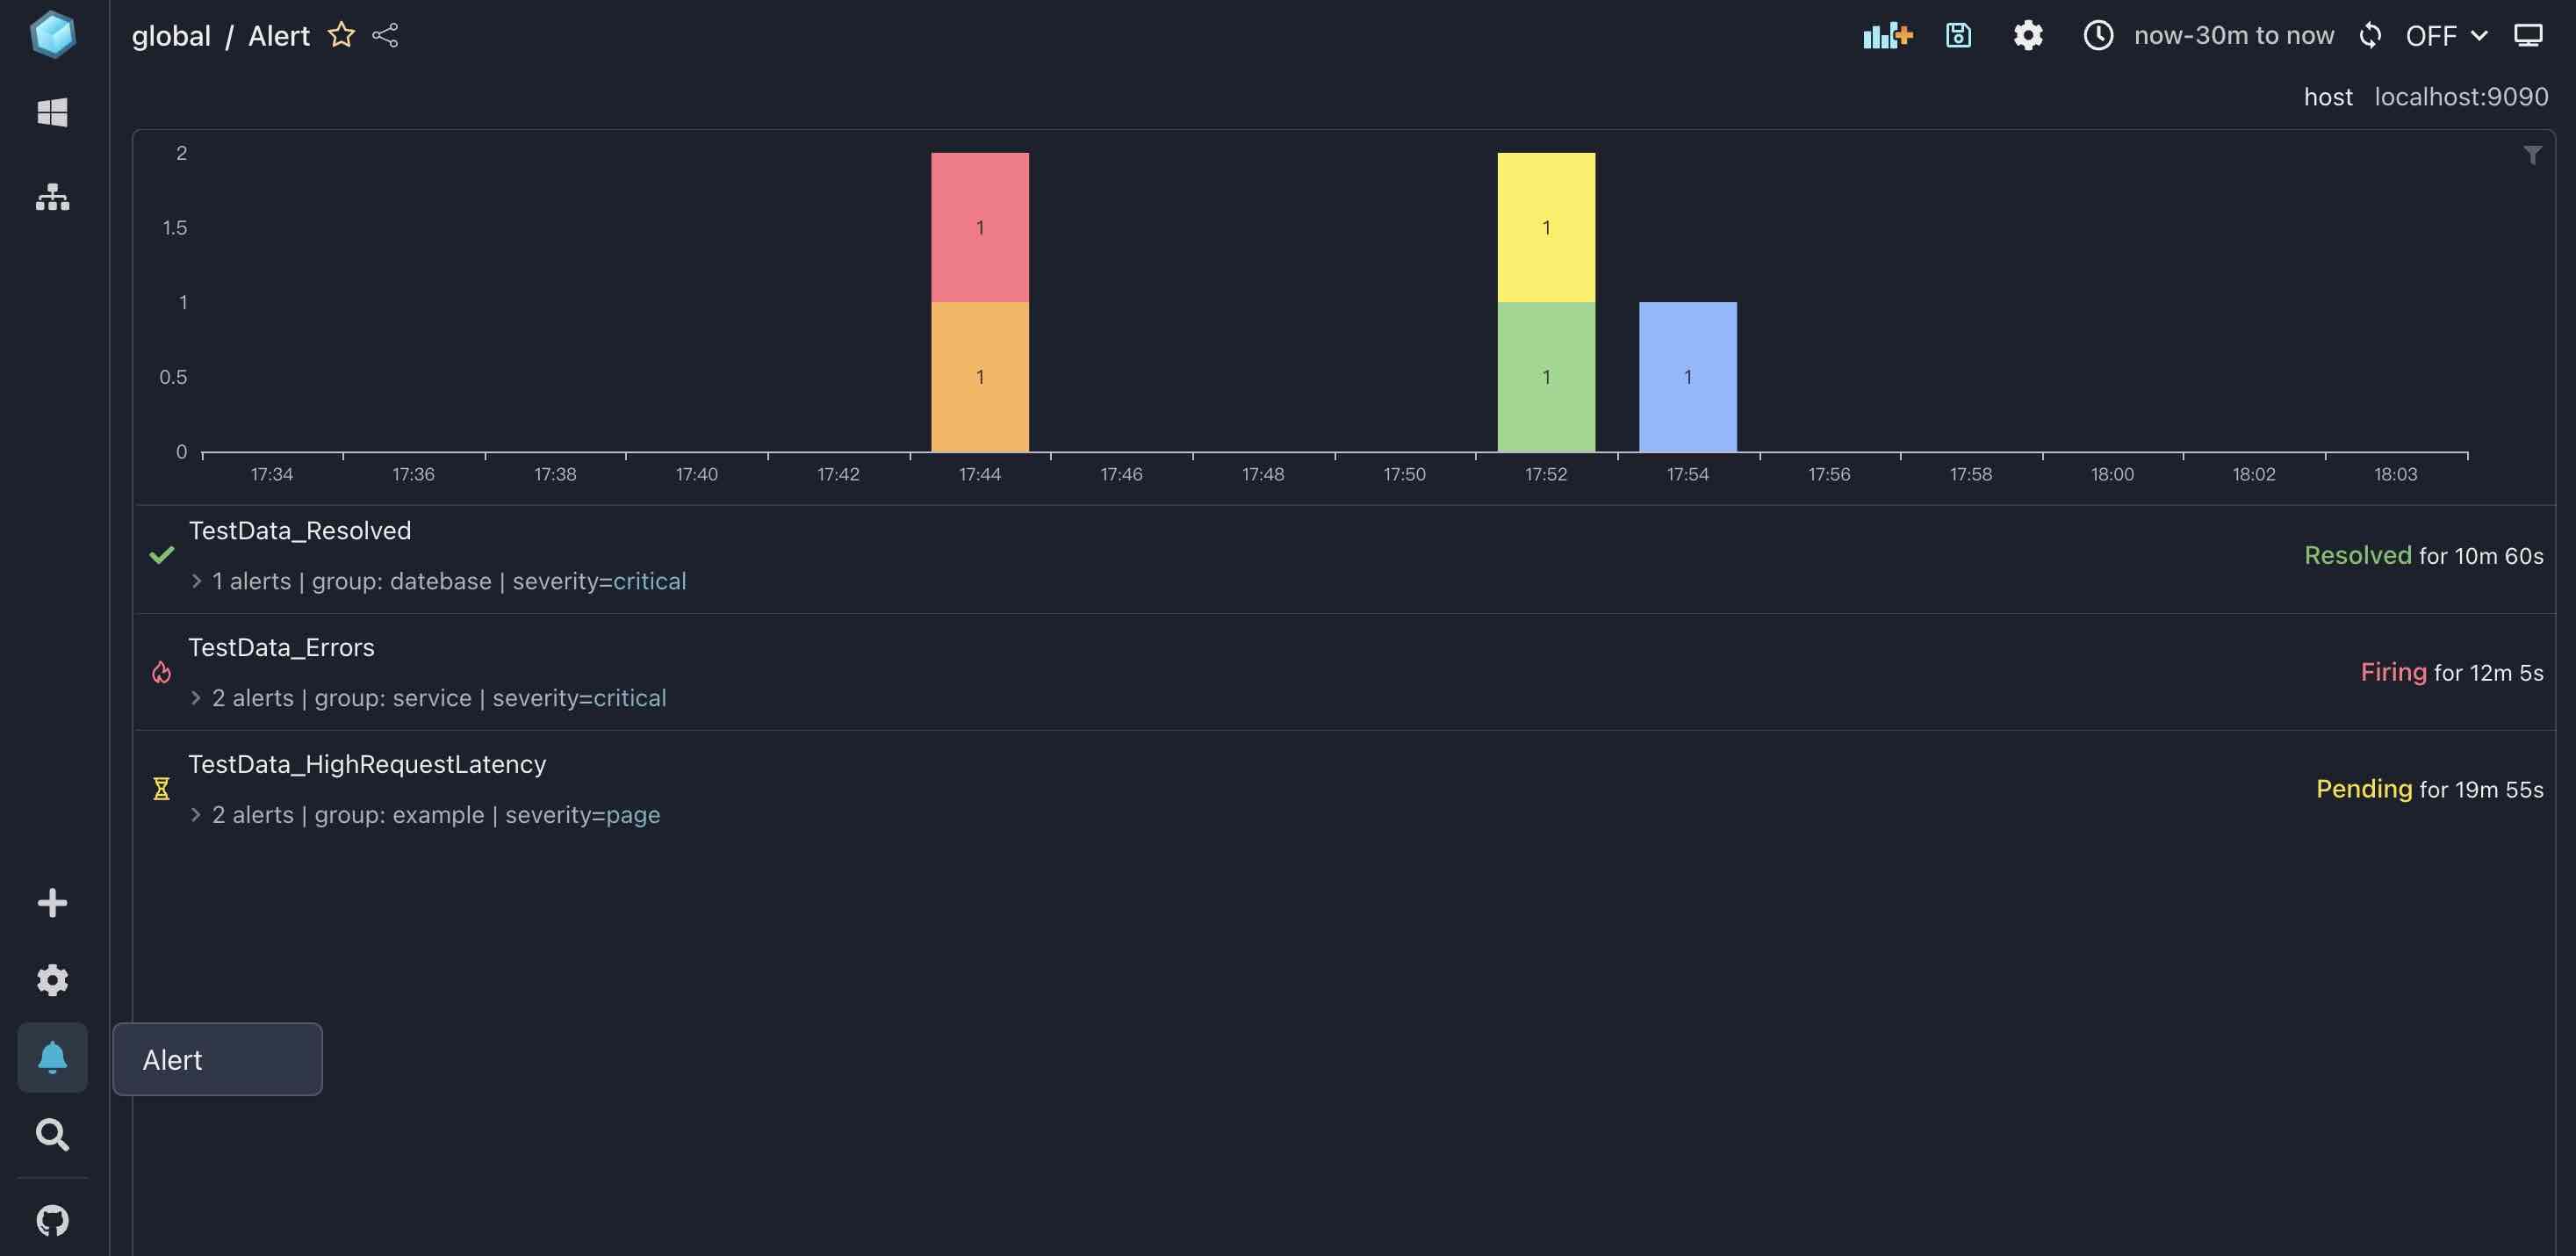 global / Alert
now-30m to now OFF
host localhost:9090
2
1.5
1
0.5
0
1
1
1
1
1
17:34 17:36 17:38 17:40 17:42 17:44 17:46 17:48 17:50 17:52 17:54 17:56 17:58 18:00 18:02 18:03
TestData_Resolved
> 1 alerts | group: datebase | severity=critical
Resolved for 10m 60s
TestData_Errors
> 2 alerts | group: service | severity=critical
Firing for 12m 5s
TestData_HighRequestLatency
> 2 alerts | group: example | severity=page
Pending for 19m 55s
Alert